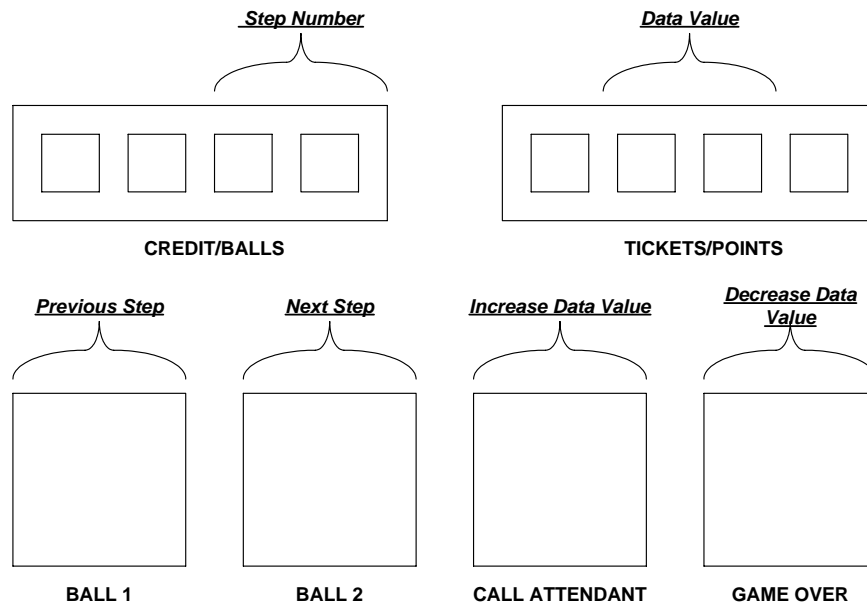 Step Number
Data Value
CREDIT/BALLS
TICKETS/POINTS
Previous Step
Next Step
Increase Data Value
Decrease Data
Value
BALL 1
BALL 2
CALL ATTENDANT
GAME OVER